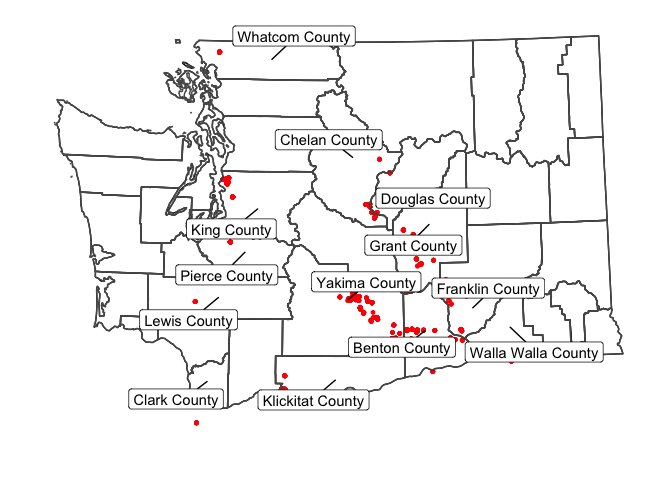 Whatcom County
Chelan County
Douglas County
King County
Grant County
Pierce County
Yakima County
Franklin County
Lewis County
Benton County
Walla Walla County
Clark County
Klickitat County